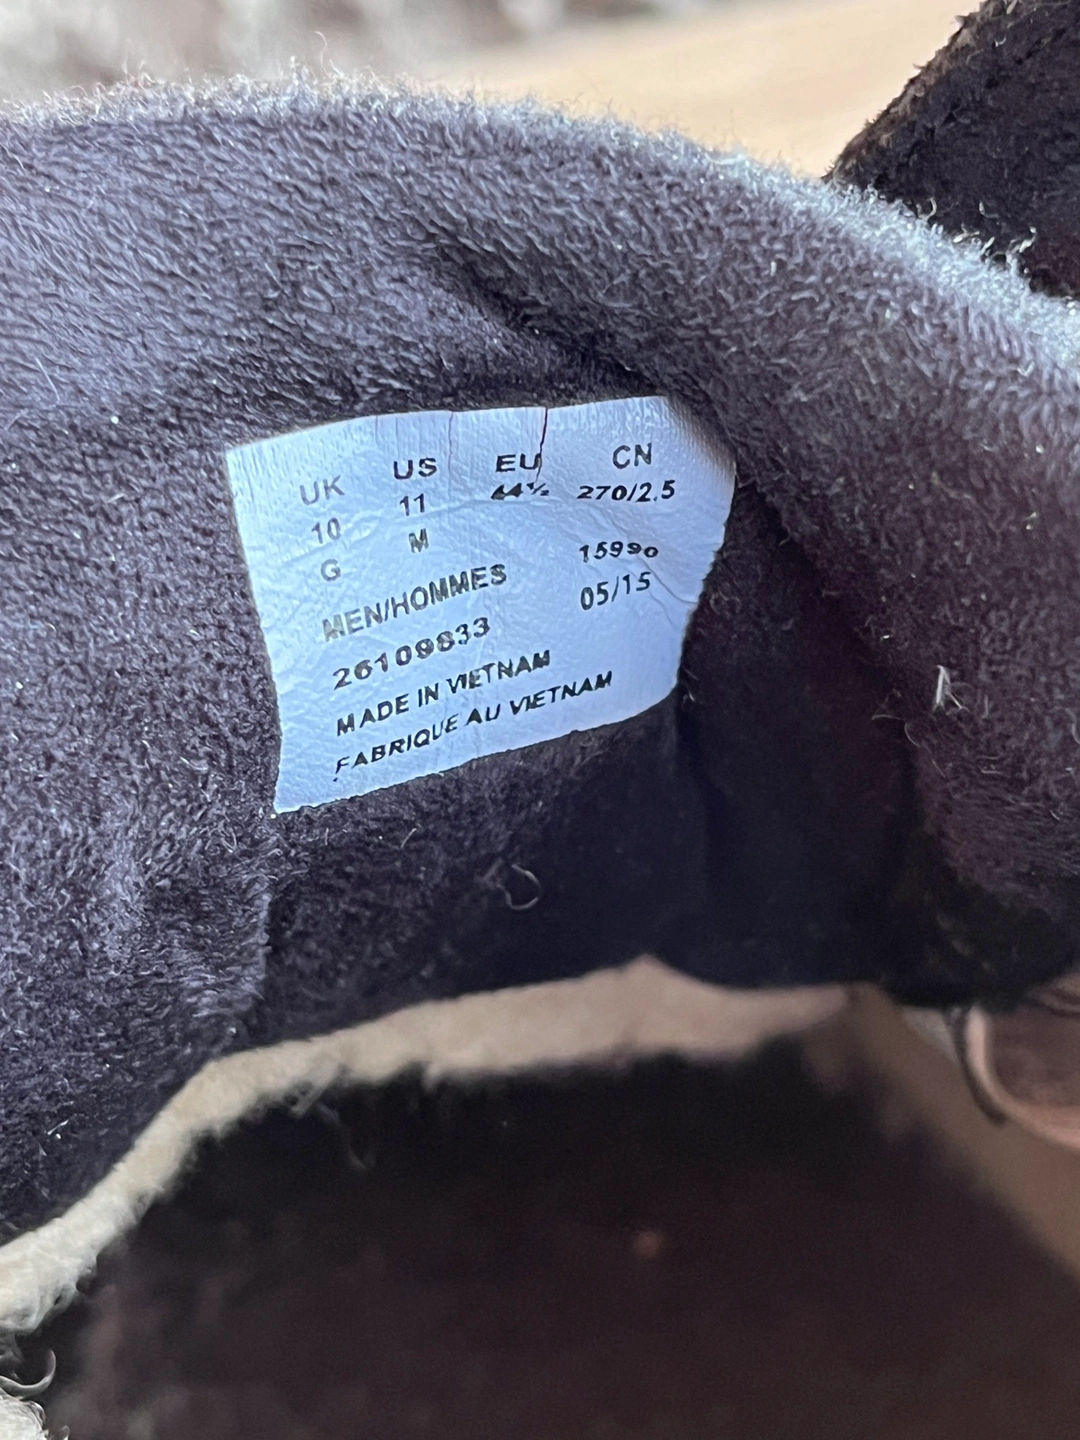 UK US EU CN
10 11 44½ 270/2.5
G M
MEN/HOMMES 15990
26109833 05/15
MADE IN VIETNAM
FABRIQUE AU VIETNAM